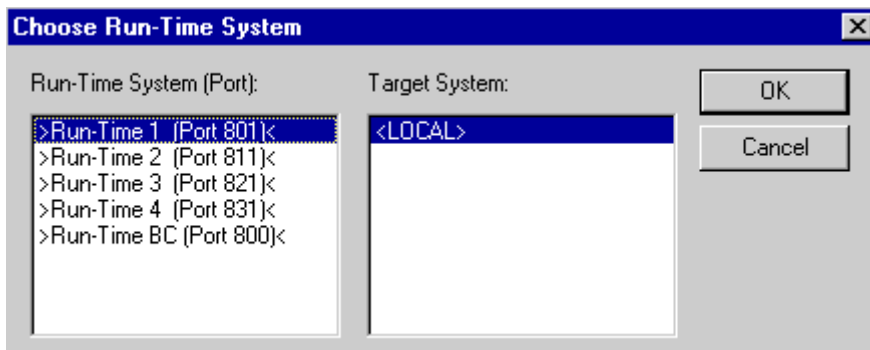 Choose Run-Time System
Run-Time System (Port):
>Run-Time 1  (Port 801)<
>Run-Time 2  (Port 811)<
>Run-Time 3  (Port 821)<
>Run-Time 4  (Port 831)<
>Run-Time BC (Port 800)<
Target System:
<LOCAL>
OK
Cancel